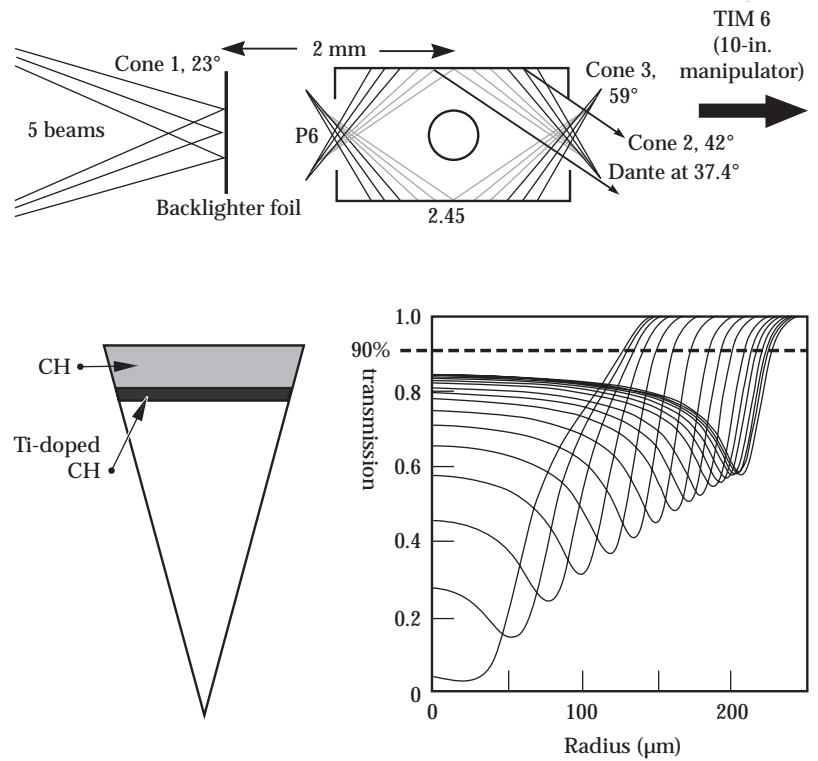 TIM 6
(10-in.
manipulator)
2 mm
Cone 1, 23°
Cone 3,
59°
5 beams
P6
Cone 2, 42°
Dante at 37.4°
Backlighter foil
2.45
CH
Ti-doped
CH
1.0
90%
0.8
0.6
0.4
0.2
0
transmission
0
100
200
Radius (µm)